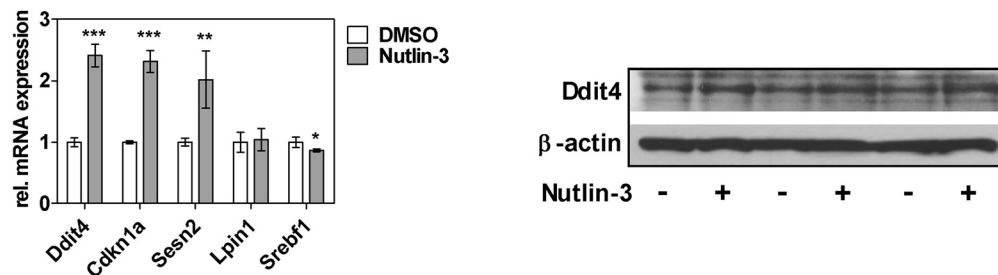 rel. mRNA expression
3
2
1
0
***
***
**
*
DMSO
Nutlin-3
Ddit4
Cdkn1a
Sesn2
Lpin1
Srebf1
Ddit4
β-actin
Nutlin-3 - + - + - +